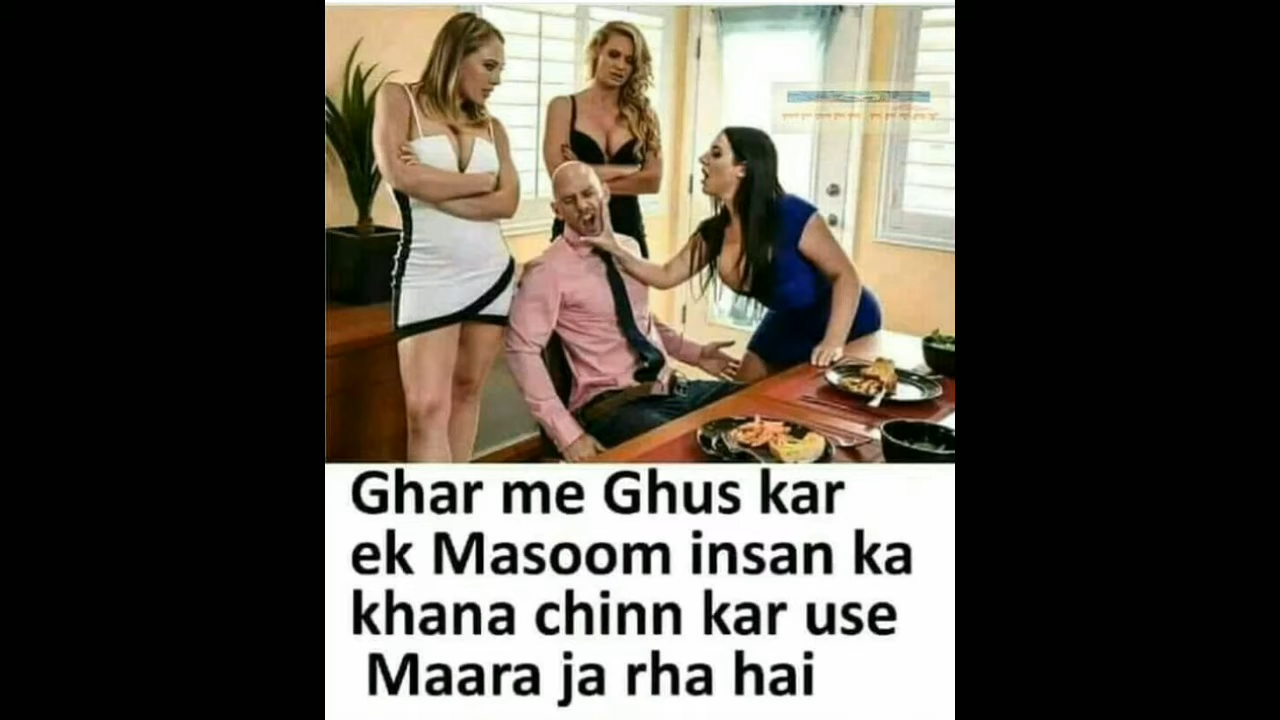 Ghar me Ghus kar
ek Masoom insan ka
khana chinn kar use
Maara ja rha hai